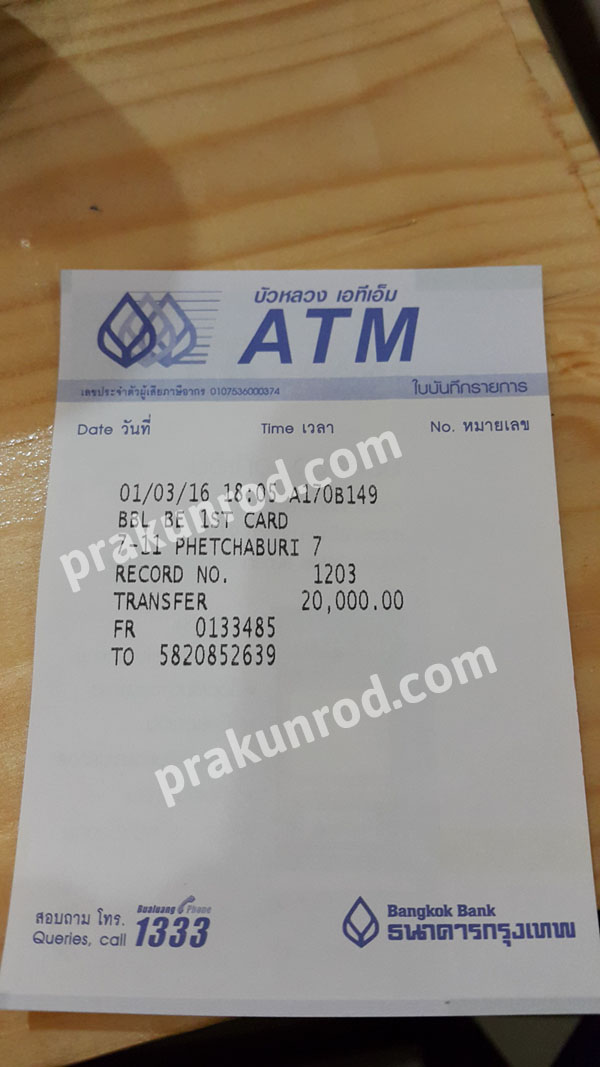 บัวหลวง เอทีเอ็ม
ATM
เลขประจำตัวผู้เสียภาษีอากร 0107536000374
ใบบันทึกรายการ
Date วันที่ Time เวลา No. หมายเลข
01/03/16 18:05 A170B149
BBL BE 1ST CARD
7-11 PHETCHABURI 7
RECORD NO. 1203
TRANSFER 20,000.00
FR 0133485
TO 5820852639
prakunrod.com
prakunrod.com
สอบถาม โทร.
Queries, call
Bualuang Phone
1333
Bangkok Bank
ธนาคารกรุงเทพ